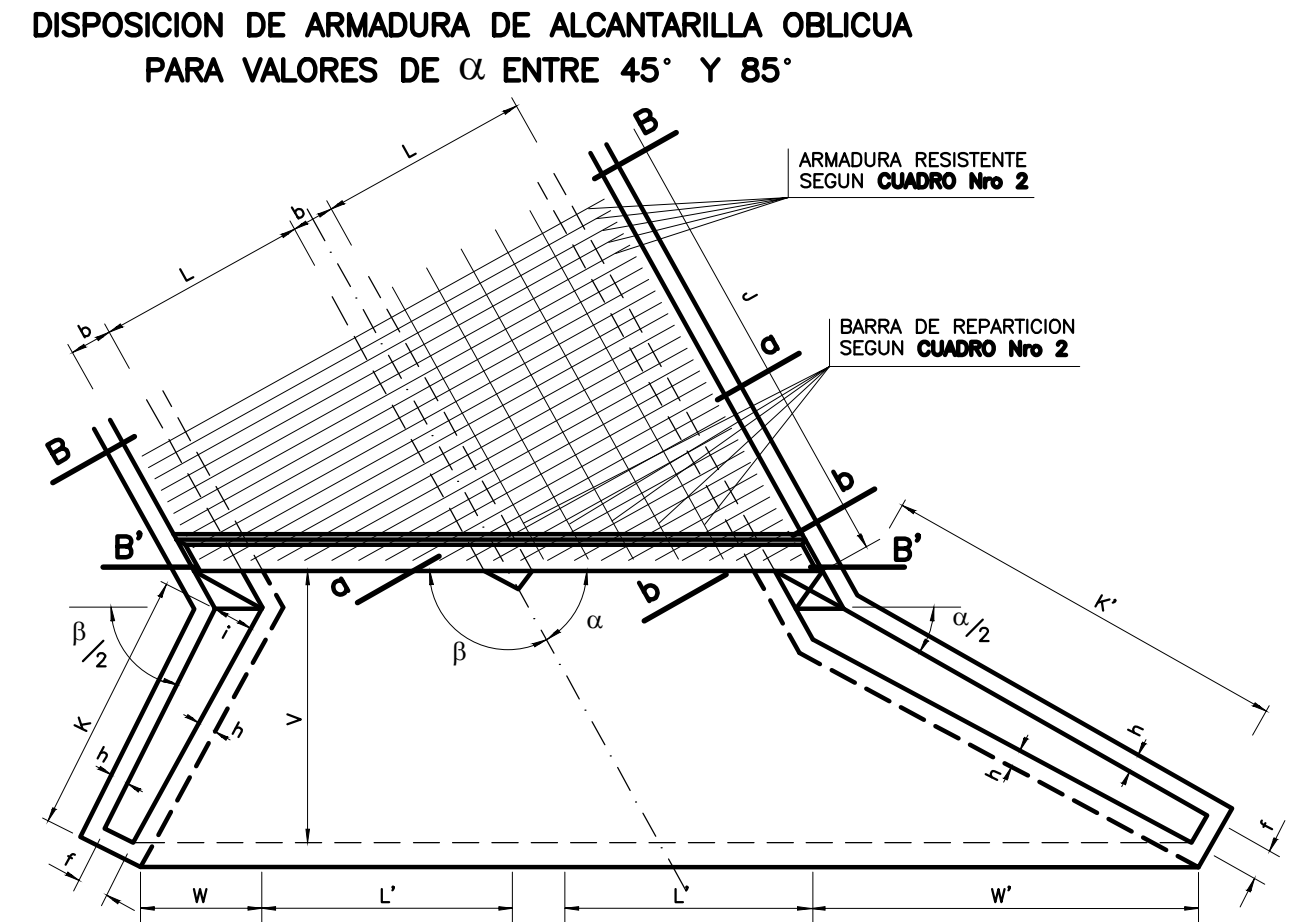 DISPOSICION DE ARMADURA DE ALCANTARILLA OBLICUA
PARA VALORES DE α ENTRE 45° Y 85°
B
L
ARMADURA RESISTENTE
SEGUN CUADRO Nro 2
b
L
J
b
BARRA DE REPARTICION
SEGUN CUADRO Nro 2
a
B
b
B'
B'
a
b
K'
i
α
α/2
β/2
β
K
V
h
h
h
h
f
f
W
L'
L'
W'